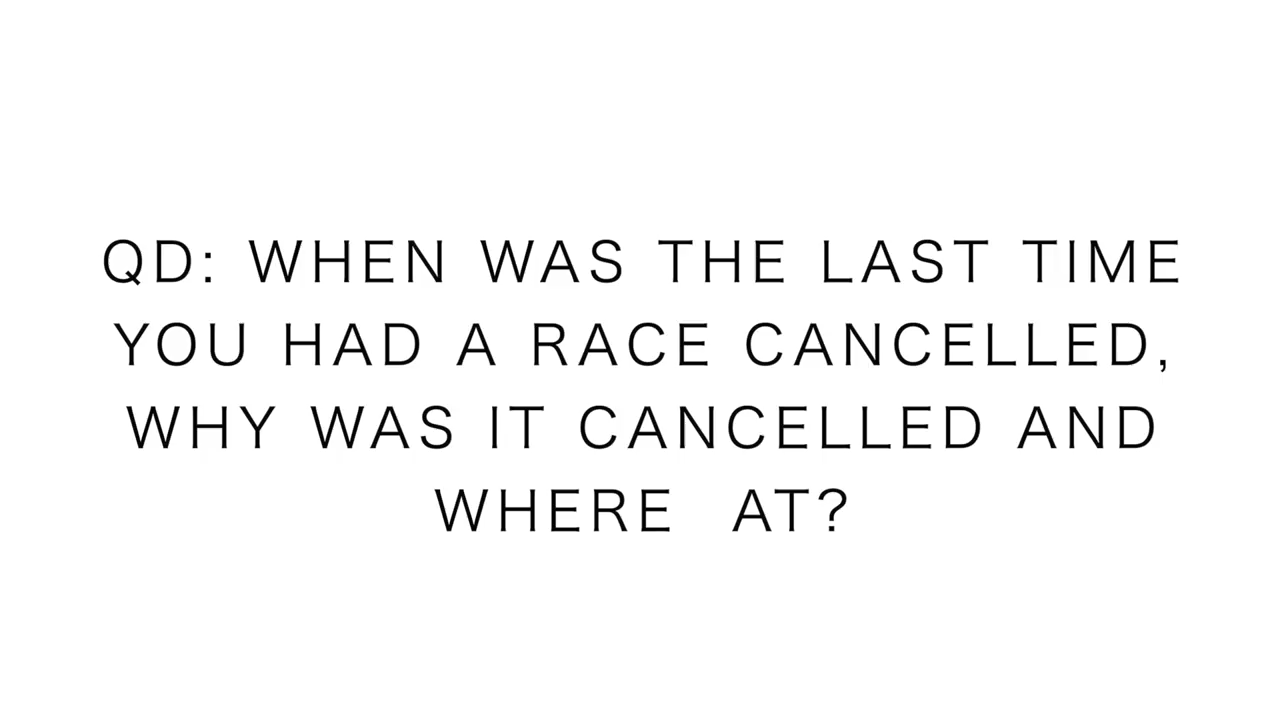 QD: WHEN WAS THE LAST TIME
YOU HAD A RACE CANCELLED,
WHY WAS IT CANCELLED AND
WHERE AT?